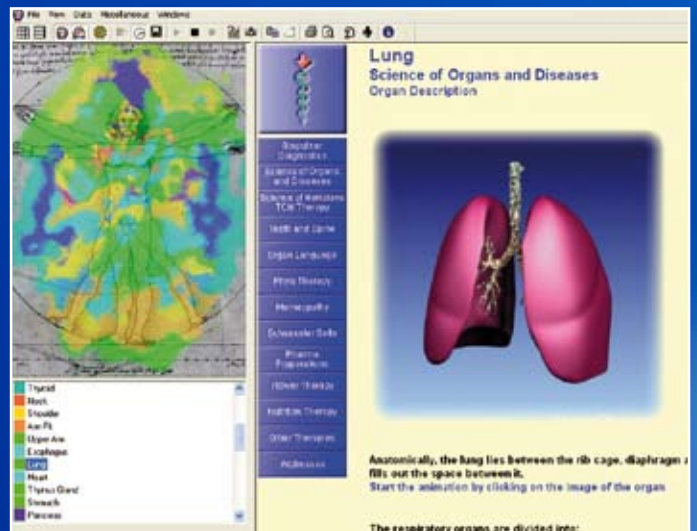 File View Data Miscellaneous Windows
Lung
Science of Organs and Diseases
Organ Description
Respulsar
Diagnostics
Science of Organs
and Diseases
Science of Meridians
TCM Therapy
Teeth and Spine
Organ Language
Phyto Therapy
Homeopathy
Schuessler Salts
Pharma
Preparations
Flower Therapy
Nutrition Therapy
Other Therapies
Addresses
Thyroid
Neck
Shoulder
Arm Pit
Upper Arm
Esophagus
Lung
Heart
Thymus Gland
Stomach
Pancreas
Anatomically, the lung lies between the rib cage, diaphragm a
fills out the space between it.
Start the animation by clicking on the image of the organ
The respiratory organs are divided into: